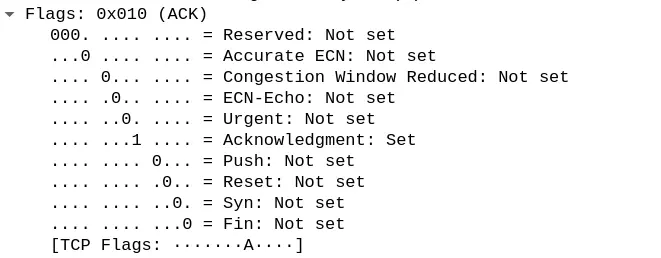 Flags: 0x010 (ACK)
000. .... .... = Reserved: Not set
...0 .... .... = Accurate ECN: Not set
.... 0... .... = Congestion Window Reduced: Not set
.... .0.. .... = ECN-Echo: Not set
.... ..0. .... = Urgent: Not set
.... ...1 .... = Acknowledgment: Set
.... .... 0... = Push: Not set
.... .... .0.. = Reset: Not set
.... .... ..0. = Syn: Not set
.... .... ...0 = Fin: Not set
[TCP Flags: ·······A····]